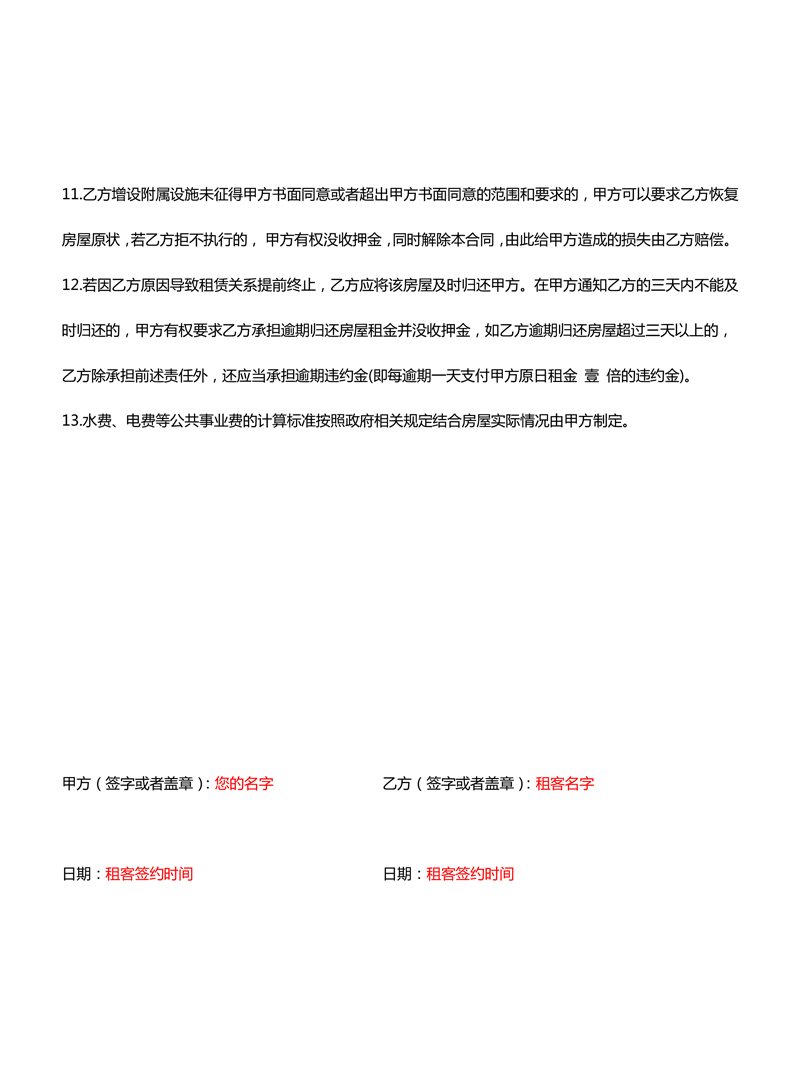 11.乙方增设附属设施未征得甲方书面同意或者超出甲方书面同意的范围和要求的，甲方可以要求乙方恢复
房屋原状，若乙方拒不执行的， 甲方有权没收押金，同时解除本合同，由此给甲方造成的损失由乙方赔偿。
12.若因乙方原因导致租赁关系提前终止，乙方应将该房屋及时归还甲方。在甲方通知乙方的三天内不能及
时归还的，甲方有权要求乙方承担逾期归还房屋租金并没收押金，如乙方逾期归还房屋超过三天以上的，
乙方除承担前述责任外，还应当承担逾期违约金(即每逾期一天支付甲方原日租金 壹 倍的违约金)。
13.水费、电费等公共事业费的计算标准按照政府相关规定结合房屋实际情况由甲方制定。
甲方（签字或者盖章）：您的名字 乙方（签字或者盖章）：租客名字
日期：租客签约时间 日期：租客签约时间